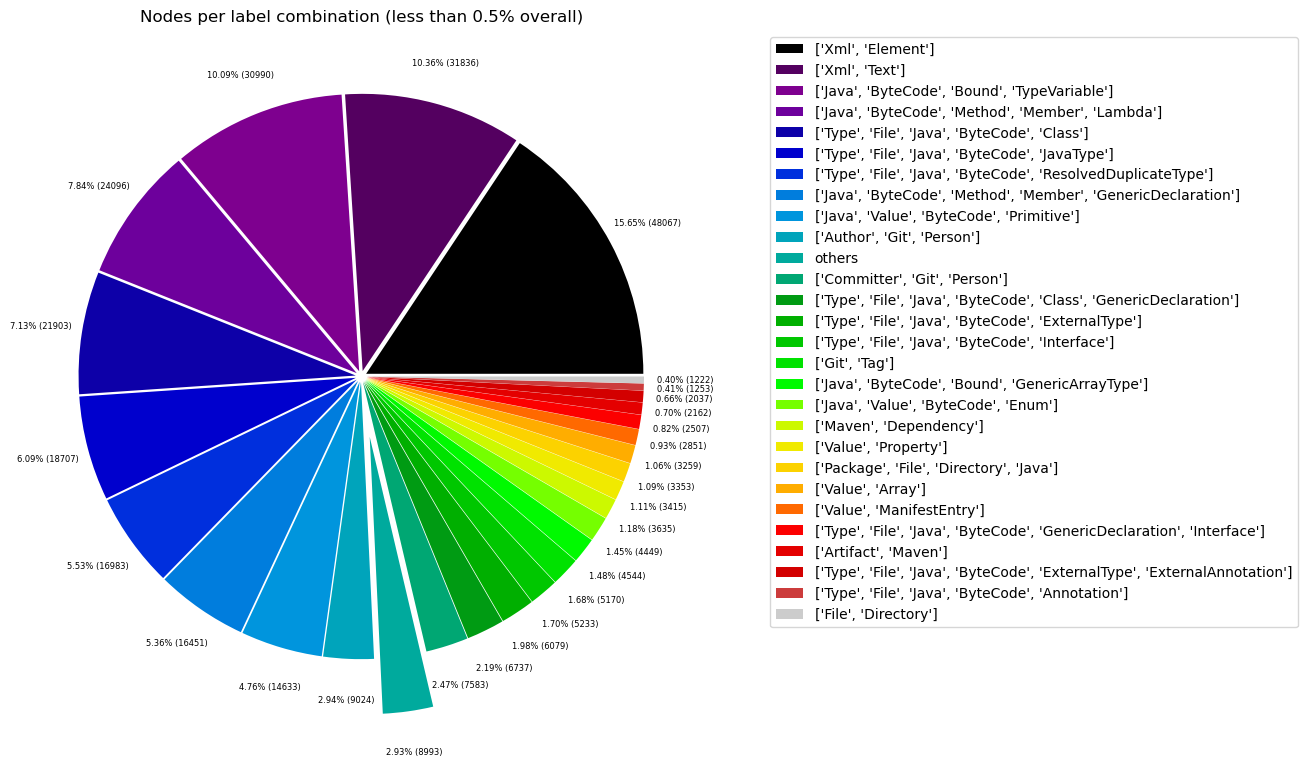 Nodes per label combination (less than 0.5% overall)
15.65% (48067)
10.36% (31836)
10.09% (30990)
7.84% (24096)
7.13% (21903)
6.09% (18707)
5.53% (16983)
5.36% (16451)
4.76% (14633)
2.94% (9024)
2.93% (8993)
2.47% (7583)
2.19% (6737)
1.98% (6079)
1.70% (5233)
1.68% (5170)
1.48% (4544)
1.45% (4449)
1.18% (3635)
1.11% (3415)
1.09% (3353)
1.06% (3259)
0.93% (2851)
0.82% (2507)
0.70% (2162)
0.66% (2037)
0.41% (1253)
0.40% (1222)
['Xml', 'Element']
['Xml', 'Text']
['Java', 'ByteCode', 'Bound', 'TypeVariable']
['Java', 'ByteCode', 'Method', 'Member', 'Lambda']
['Type', 'File', 'Java', 'ByteCode', 'Class']
['Type', 'File', 'Java', 'ByteCode', 'JavaType']
['Type', 'File', 'Java', 'ByteCode', 'ResolvedDuplicateType']
['Java', 'ByteCode', 'Method', 'Member', 'GenericDeclaration']
['Java', 'Value', 'ByteCode', 'Primitive']
['Author', 'Git', 'Person']
others
['Committer', 'Git', 'Person']
['Type', 'File', 'Java', 'ByteCode', 'Class', 'GenericDeclaration']
['Type', 'File', 'Java', 'ByteCode', 'ExternalType']
['Type', 'File', 'Java', 'ByteCode', 'Interface']
['Git', 'Tag']
['Java', 'ByteCode', 'Bound', 'GenericArrayType']
['Java', 'Value', 'ByteCode', 'Enum']
['Maven', 'Dependency']
['Value', 'Property']
['Package', 'File', 'Directory', 'Java']
['Value', 'Array']
['Value', 'ManifestEntry']
['Type', 'File', 'Java', 'ByteCode', 'GenericDeclaration', 'Interface']
['Artifact', 'Maven']
['Type', 'File', 'Java', 'ByteCode', 'ExternalType', 'ExternalAnnotation']
['Type', 'File', 'Java', 'ByteCode', 'Annotation']
['File', 'Directory']